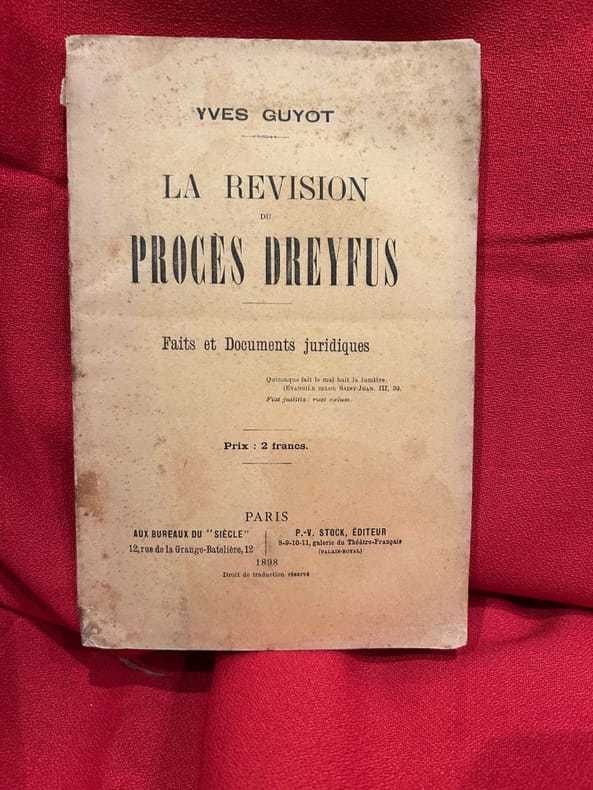 YVES GUYOT
LA REVISION
DU
PROCÈS DREYFUS
Faits et Documents juridiques
Quiconque fait le mal hait la lumière.
(EVANGILE SELON SAINT-JEAN. III, 39.
Fiat justitia: ruat cœlum.
Prix : 2 francs.
PARIS
AUX BUREAUX DU "SIÈCLE"
12, rue de la Grange-Batelière, 12
P.-V. STOCK, ÉDITEUR
8-9-10-11, galerie du Théâtre-Français
(PALAIS-ROYAL)
1898
Droit de traduction réservé